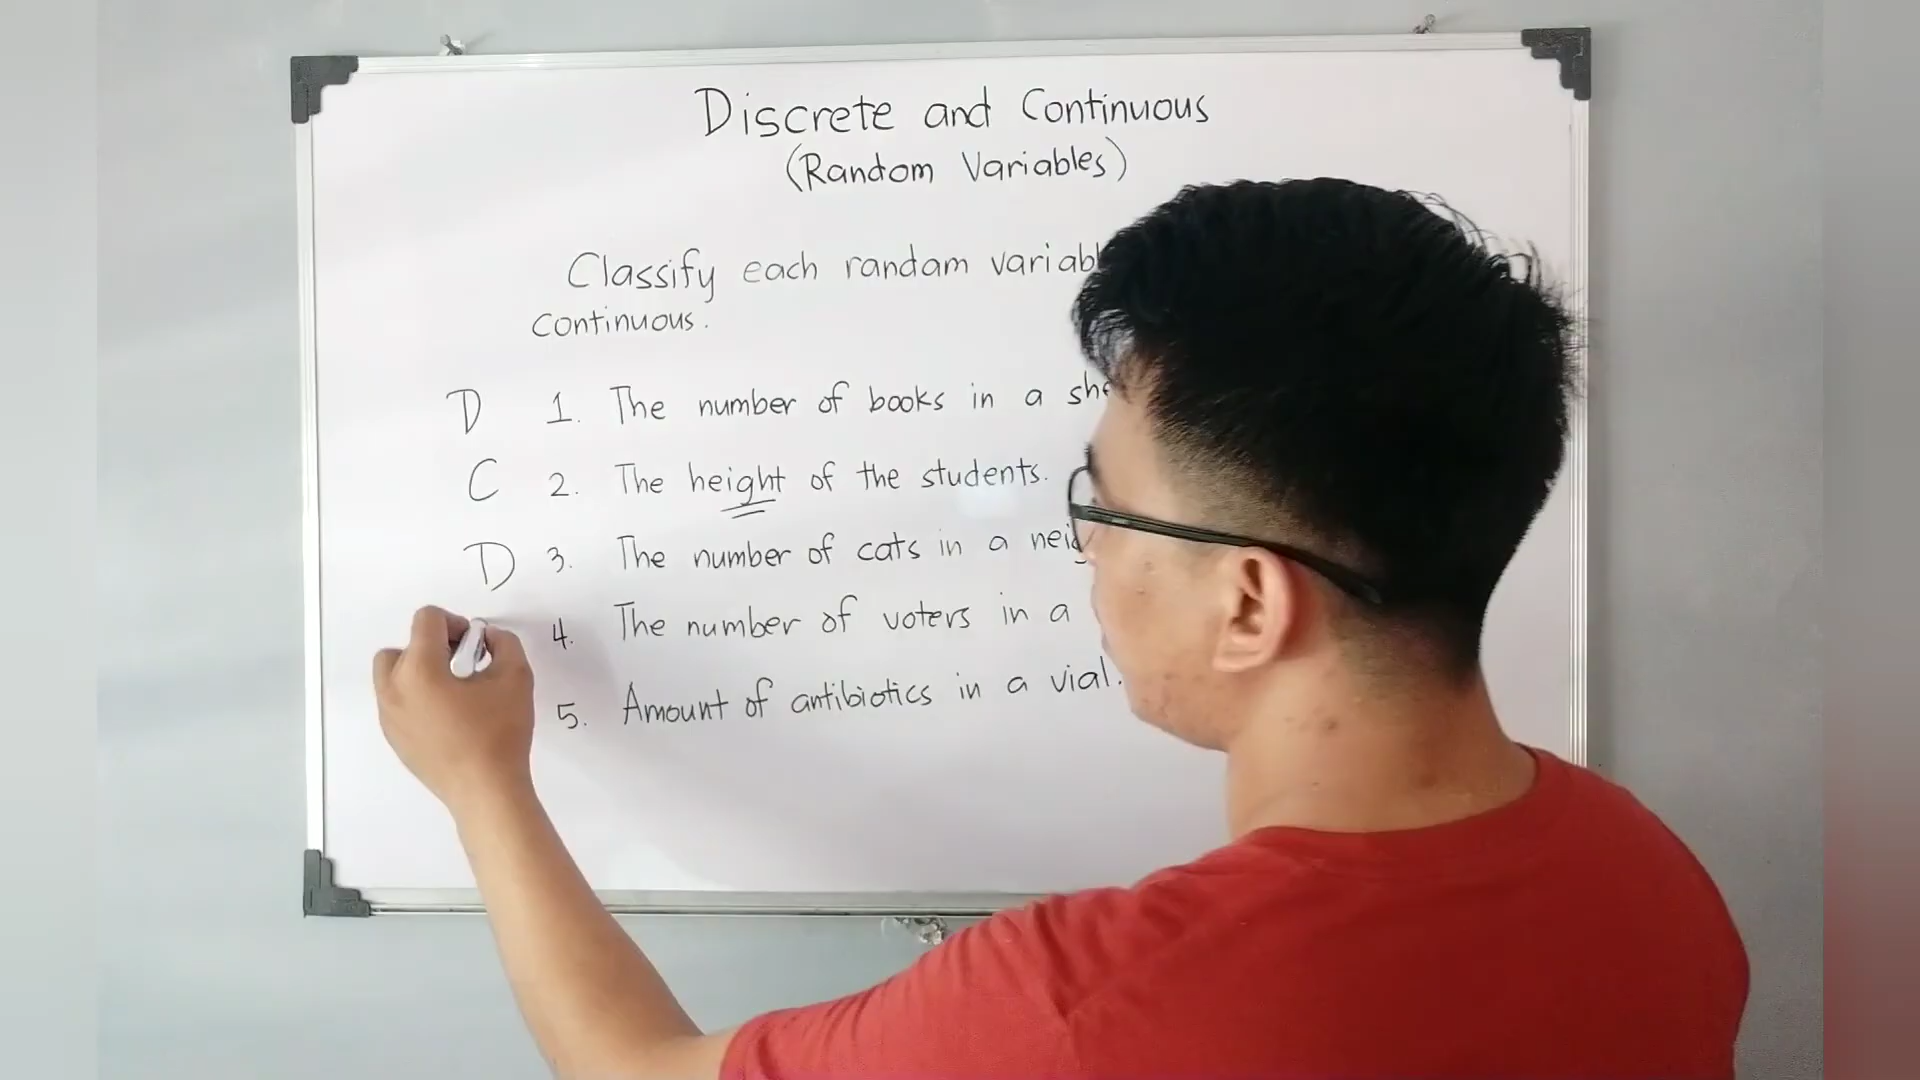 Discrete and Continuous
(Random Variables)
Classify each randam
continuous.
D 1. The number of books in a
C 2. The height of the students.
D 3. The number of cats in a
4. The number of voters in a
5. Amount of antibiotics in a vial.